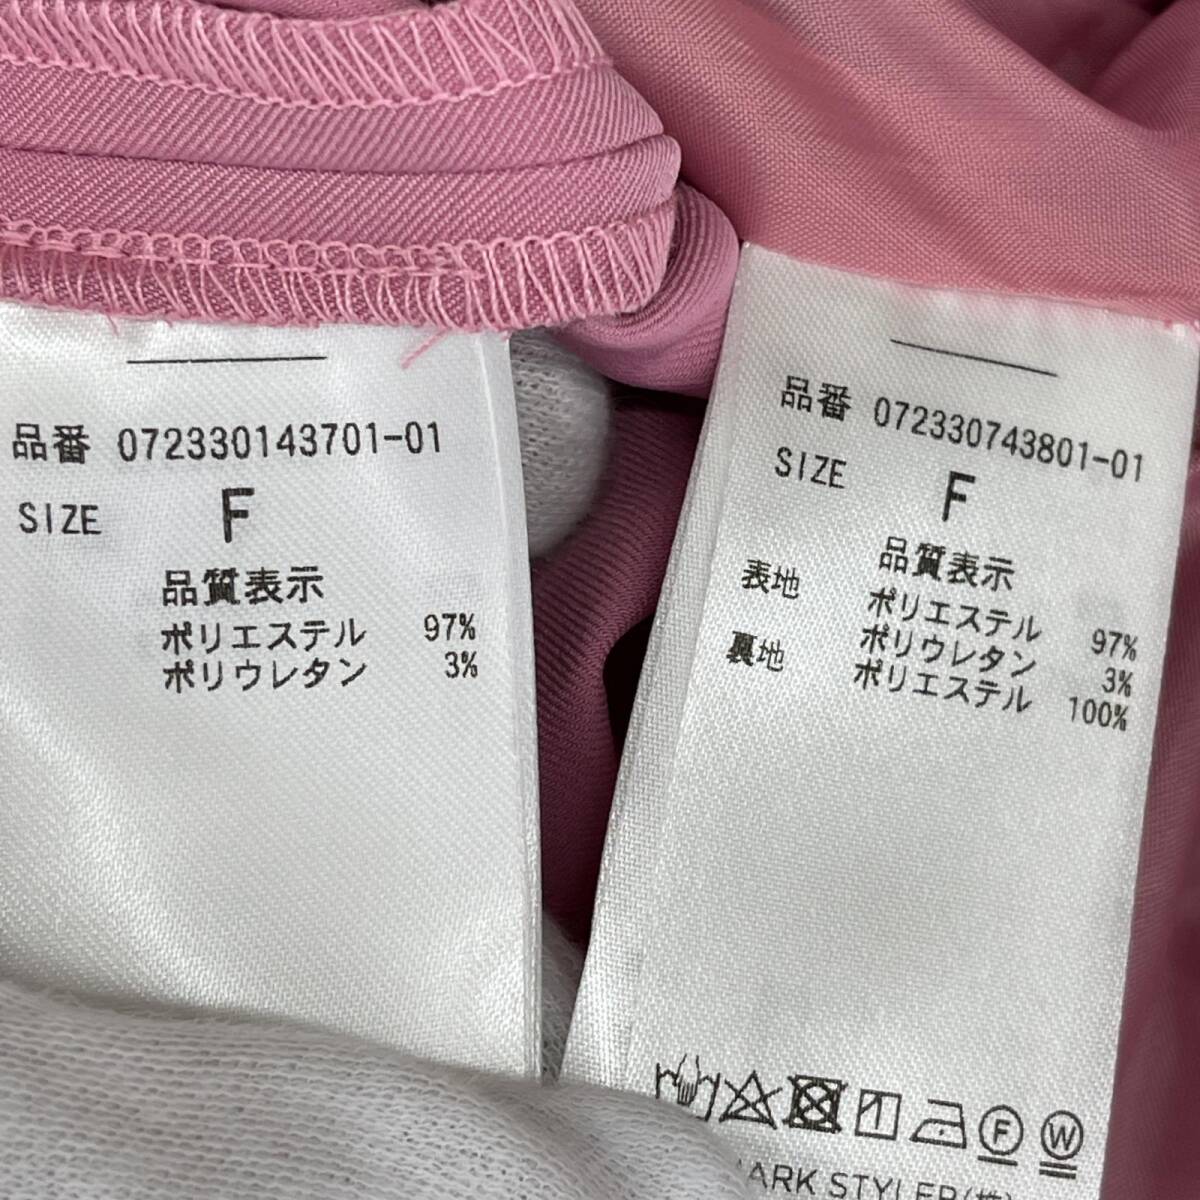 品番 072330143701-01
SIZE F
品質表示
ポリエステル 97%
ポリウレタン 3%
品番 072330743801-01
SIZE F
品質表示
表地 ポリエステル 97%
ポリウレタン 3%
裏地 ポリエステル 100%
F W
ARK STYLER(株